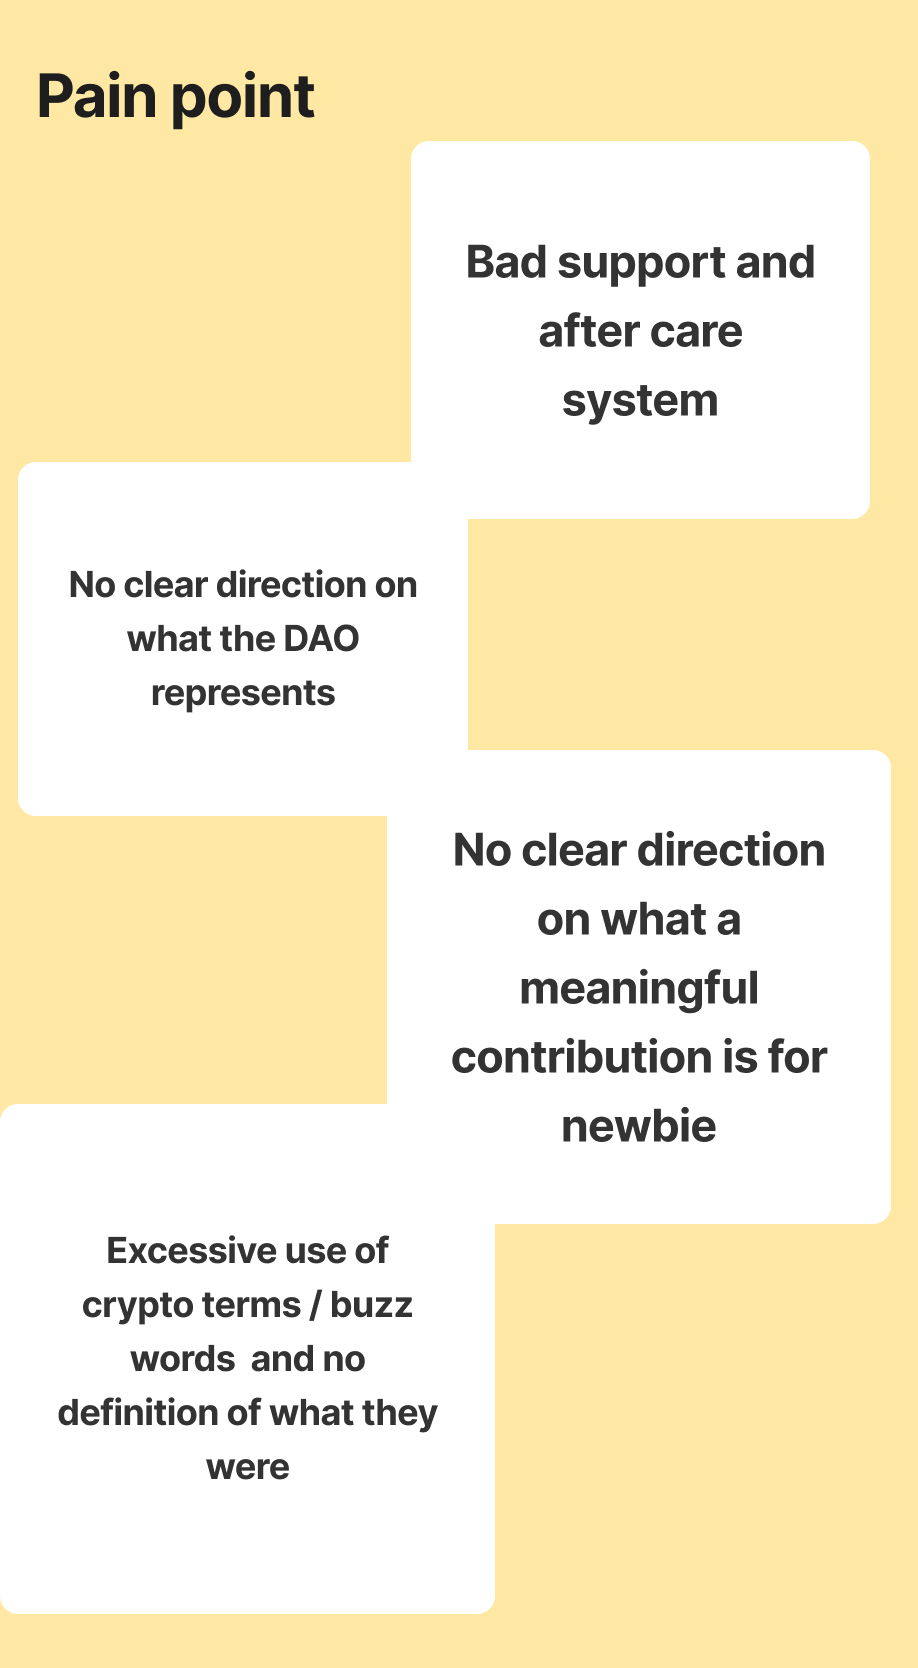 Pain point
Bad support and
after care
system
No clear direction on
what the DAO
represents
No clear direction
on what a
meaningful
contribution is for
newbie
Excessive use of
crypto terms / buzz
words  and no
definition of what they
were